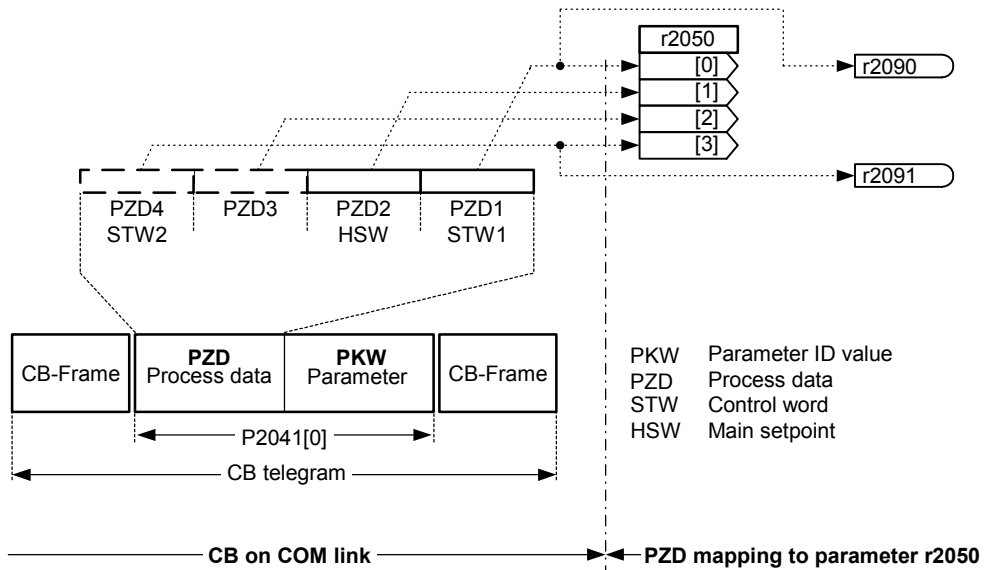 r2050
[0]
r2090
[1]
[2]
[3]
r2091
PZD4 PZD3 PZD2 PZD1
STW2 HSW STW1
CB-Frame PZD Process data PKW Parameter CB-Frame
P2041[0]
CB telegram
PKW Parameter ID value
PZD Process data
STW Control word
HSW Main setpoint
CB on COM link PZD mapping to parameter r2050